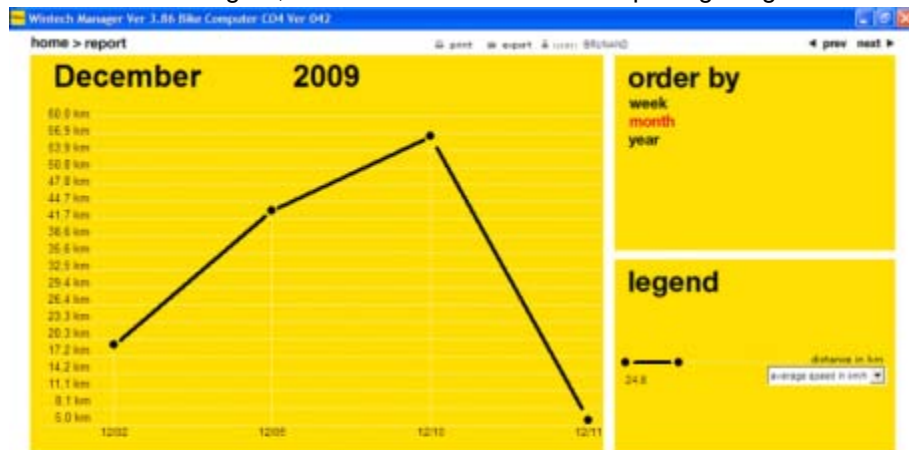 Wintech Manager Ver 3.86 Bike Computer CD4 Ver 042
home > report
print export user: BRUNAND
prev next
December 2009
60.0 km
56.9 km
53.9 km
50.8 km
47.8 km
44.7 km
41.7 km
38.6 km
35.6 km
32.5 km
29.4 km
26.4 km
23.3 km
20.3 km
17.2 km
14.2 km
11.1 km
8.1 km
5.0 km
12/02 12/05 12/10 12/11
order by
week
month
year
legend
distance in km
24.8
average speed in km/h